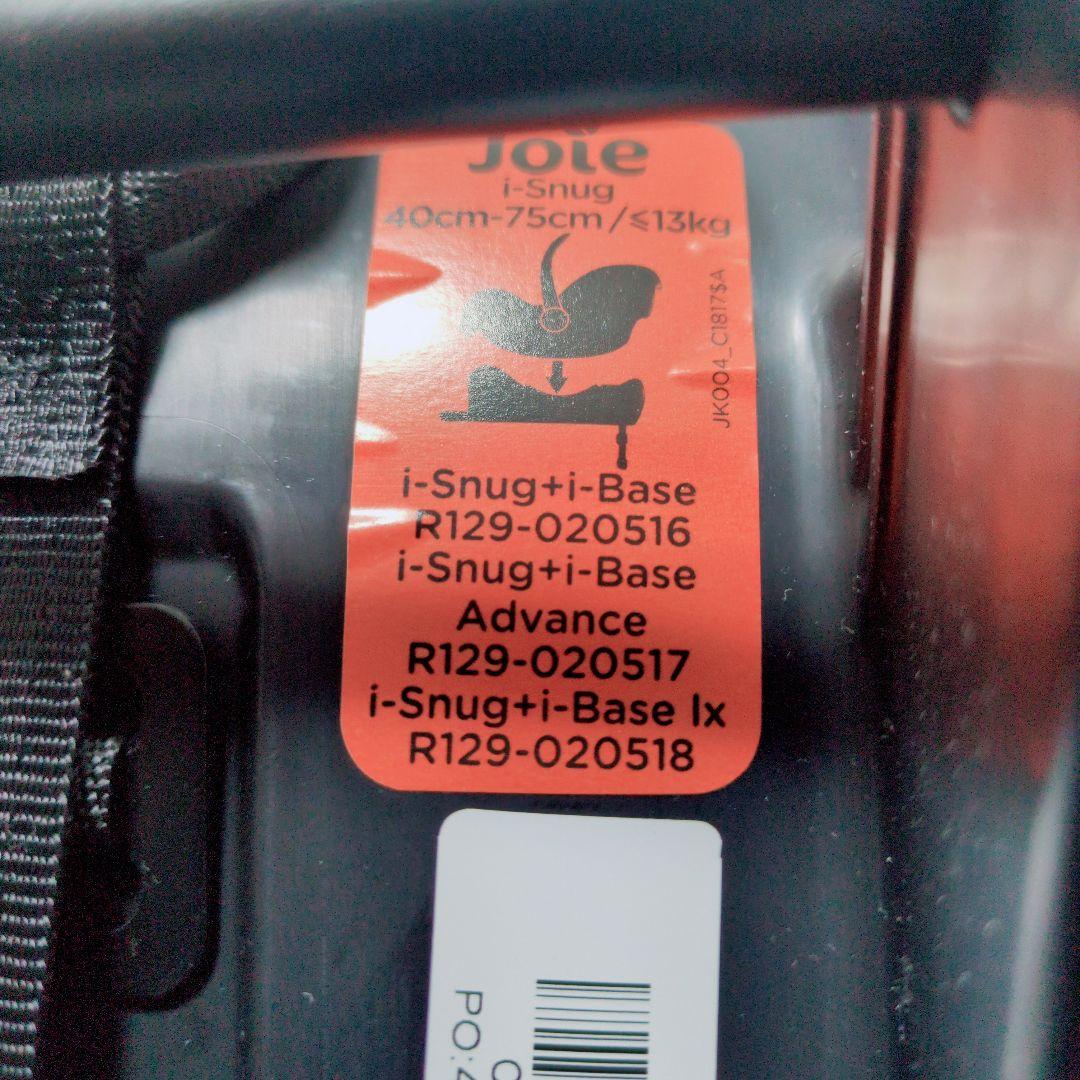 Joie
i-Snug
40cm-75cm/≤13kg
JK004_C1817$A
i-Snug+i-Base
R129-020516
i-Snug+i-Base
Advance
R129-020517
i-Snug+i-Base lx
R129-020518
PO: